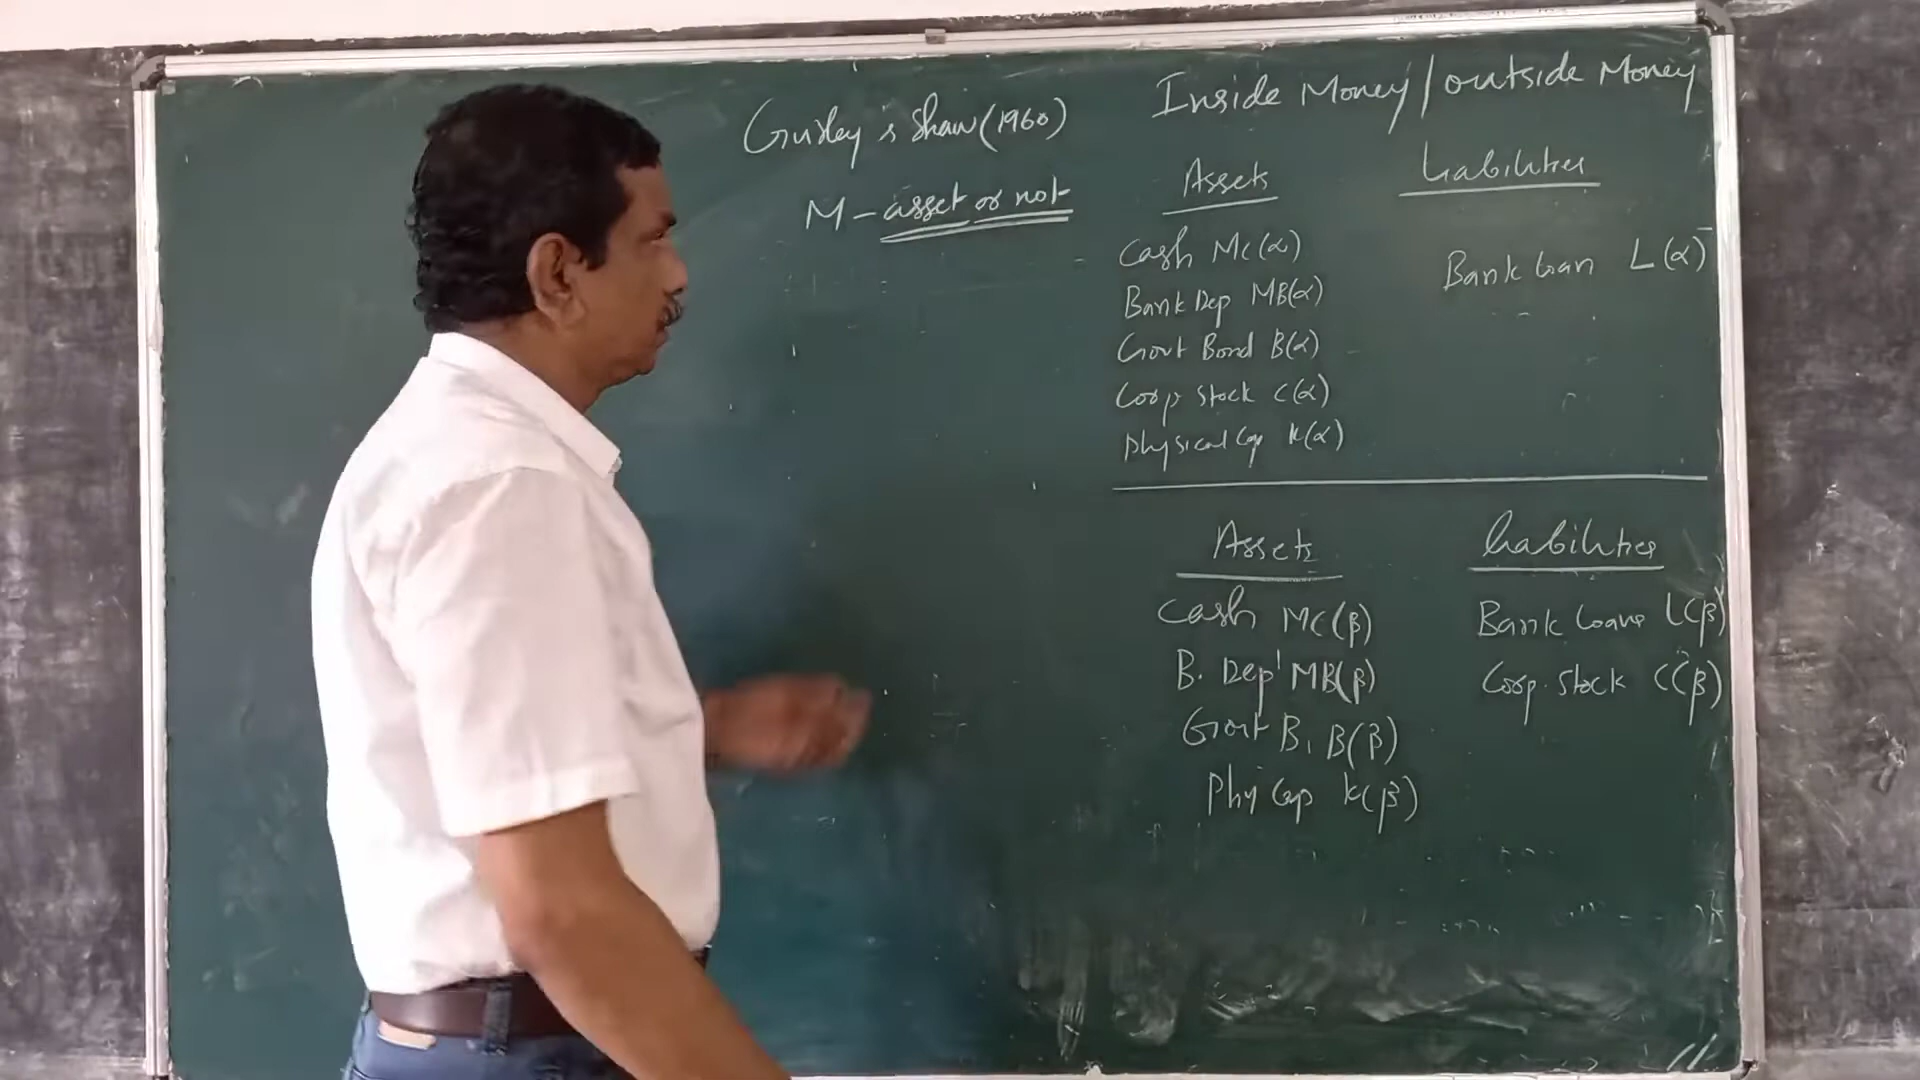 Inside Money/outside Money
Gurley & Shaw (1960)
M - asset or not
Assets Liabilities
Cash MC(α) Bank loan L(α)
Bank Dep MB(α)
Govt Bond B(α)
Corp. Stock C(α)
Physical Cap K(α)
Assets Liabilities
Cash MC(β) Bank Loans L(β)
B. Dep MB(β) Corp. Stock C(β)
Govt B, B(β)
Phy Cap K(β)